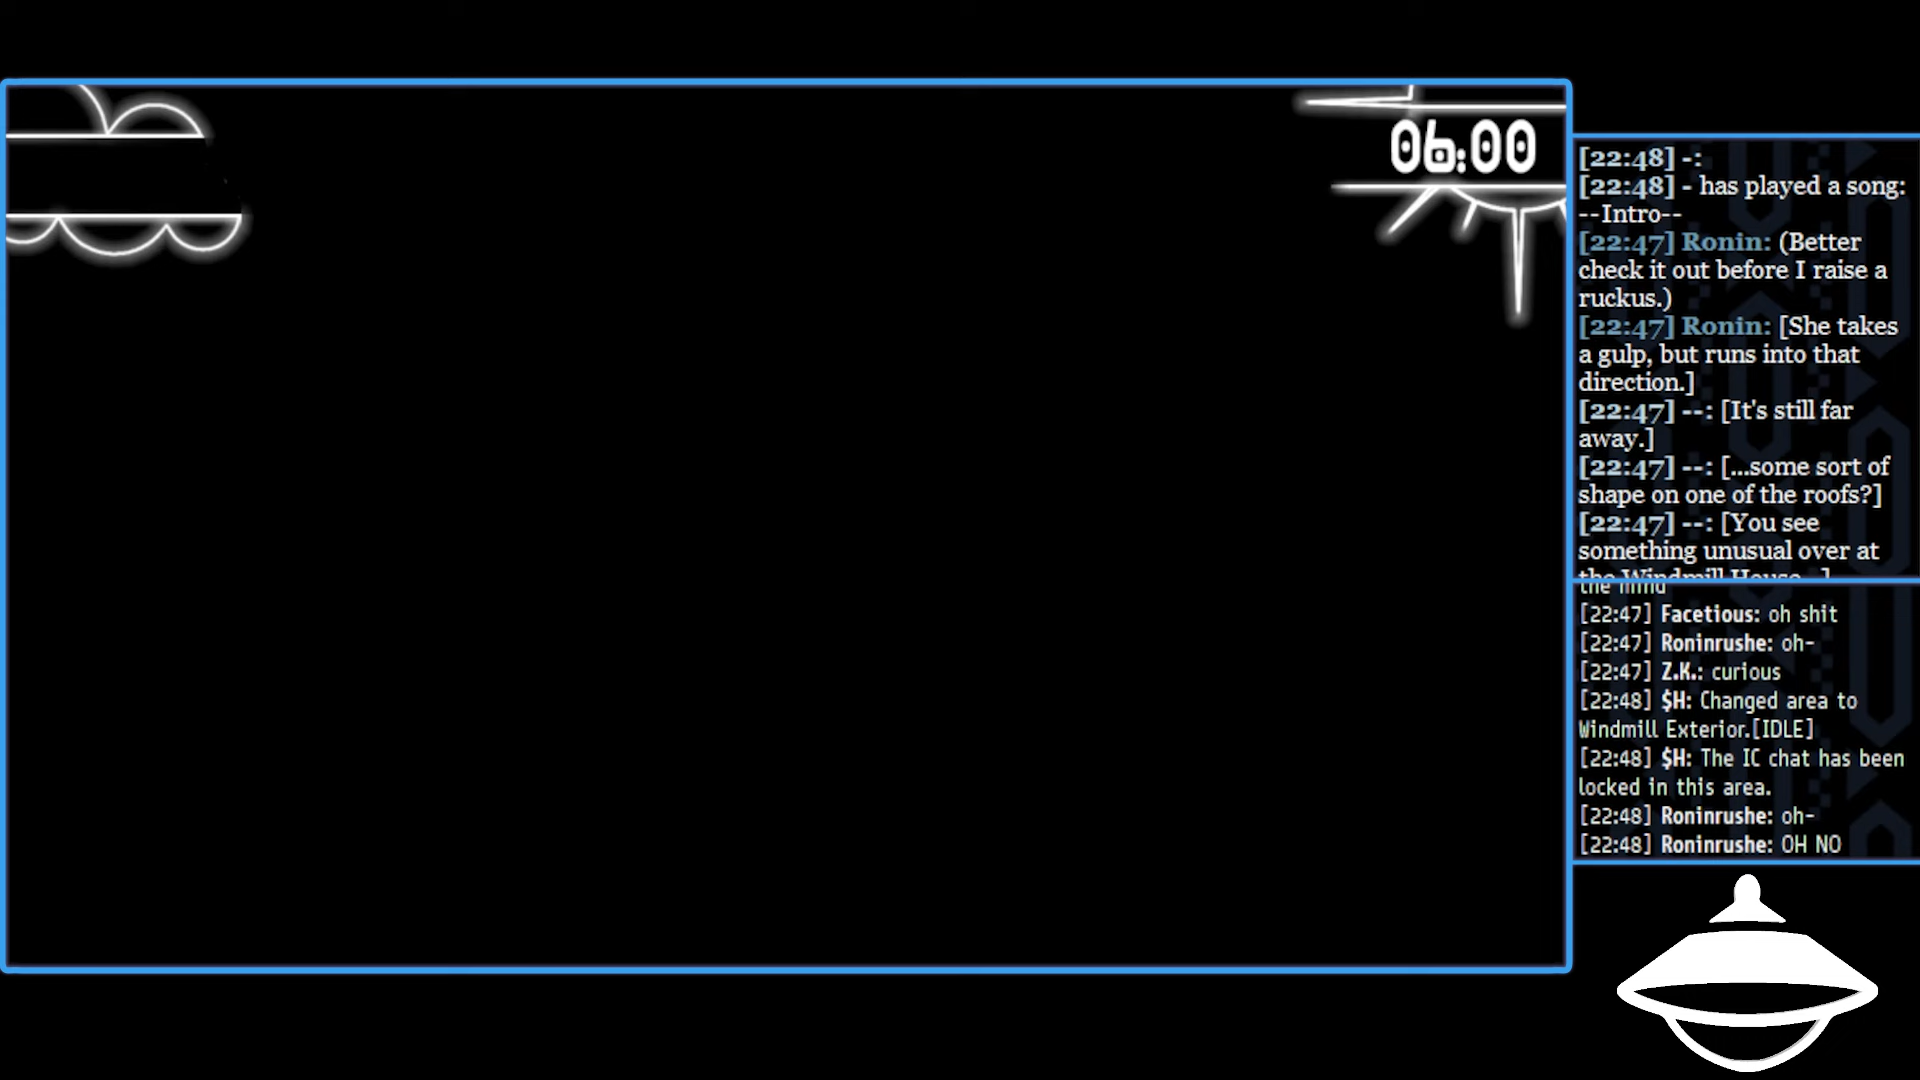 06:00
[22:48] -:
[22:48] - has played a song:
--Intro--
[22:47] Ronin: (Better
check it out before I raise a
ruckus.)
[22:47] Ronin: [She takes
a gulp, but runs into that
direction.]
[22:47] --: [It's still far
away.]
[22:47] --: [...some sort of
shape on one of the roofs?]
[22:47] --: [You see
something unusual over at
the Windmill House...]
the mind
[22:47] Facetious: oh shit
[22:47] Roninrushe: oh-
[22:47] Z.K.: curious
[22:48] $H: Changed area to
Windmill Exterior.[IDLE]
[22:48] $H: The IC chat has been
locked in this area.
[22:48] Roninrushe: oh-
[22:48] Roninrushe: OH NO